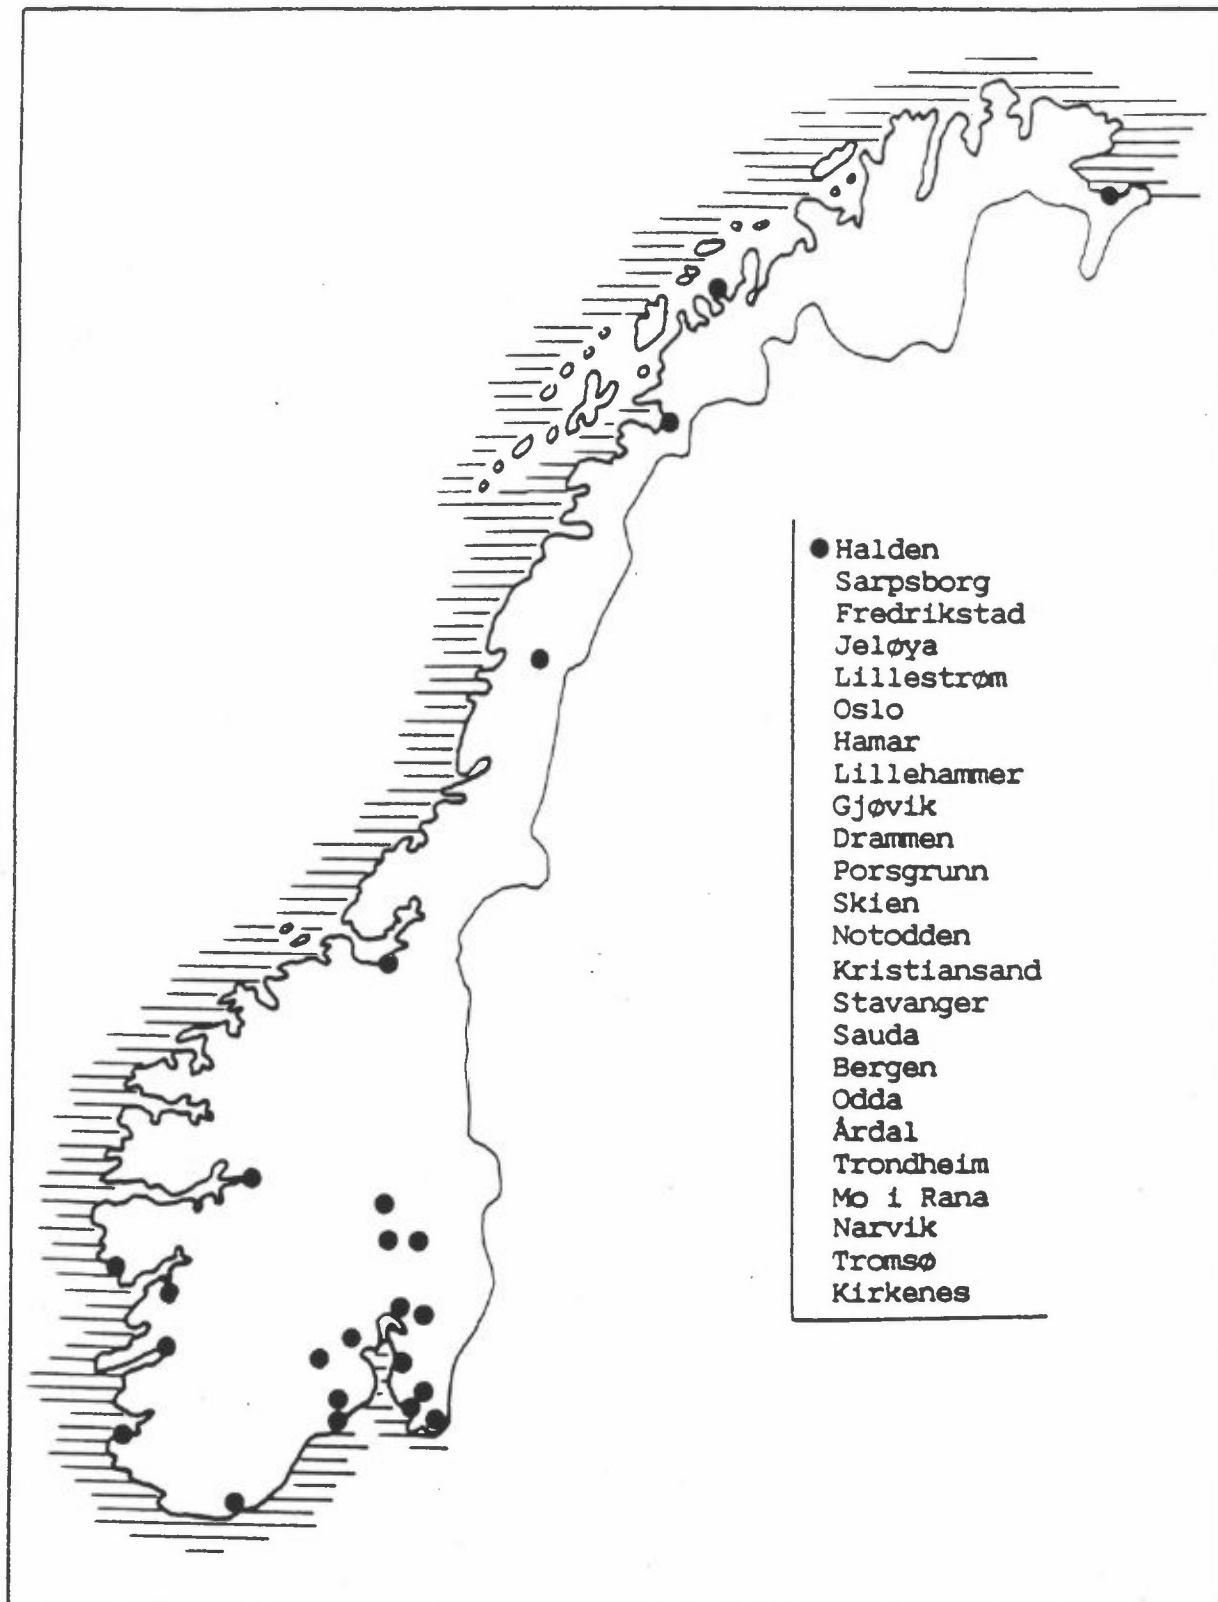 Halden
Sarpsborg
Fredrikstad
Jeløya
Lillestrøm
Oslo
Hamar
Lillehammer
Gjøvik
Drammen
Porsgrunn
Skien
Notodden
Kristiansand
Stavanger
Sauda
Bergen
Odda
Årdal
Trondheim
Mo i Rana
Narvik
Tromsø
Kirkenes